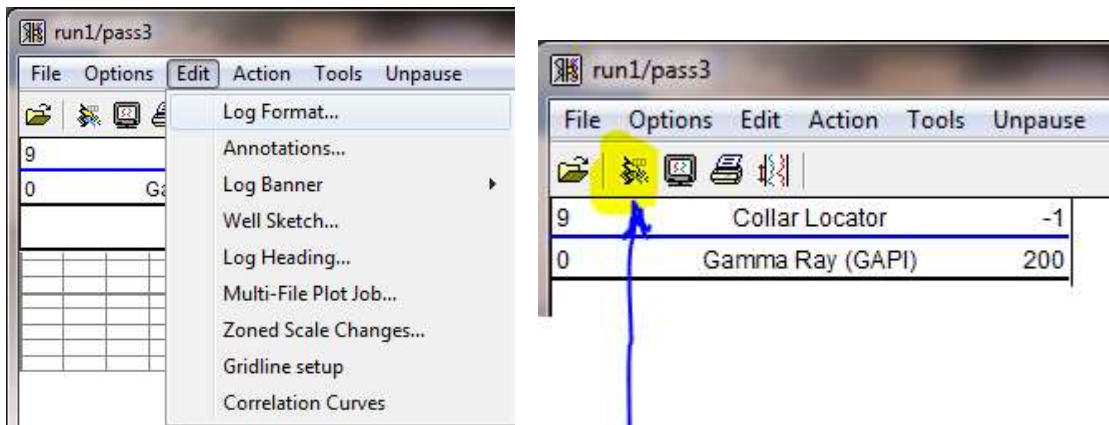 run1/pass3
File Options Edit Action Tools Unpause
9
0
Log Format...
Annotations...
Log Banner
Well Sketch...
Log Heading...
Multi-File Plot Job...
Zoned Scale Changes...
Gridline setup
Correlation Curves
run1/pass3
File Options Edit Action Tools Unpause
9 Collar Locator -1
0 Gamma Ray (GAPI) 200